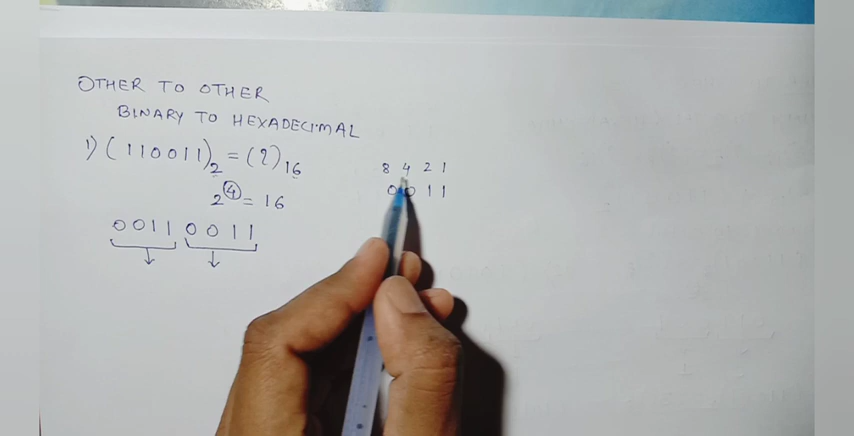 OTHER TO OTHER
BINARY TO HEXADECIMAL
1) (110011)₂ = (?)₁₆
2④ = 16
0011 0011
8 4 2 1
0 0 1 1